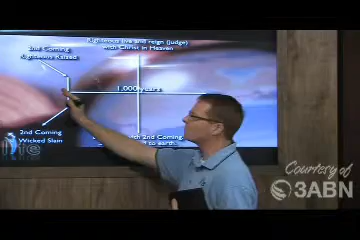 2nd Coming
Righteous Raised
Righteous live and reign (judge)
with Christ in Heaven
1,000 years
2nd Coming
Wicked Slain
2nd Coming
to earth.
Courtesy of
3ABN